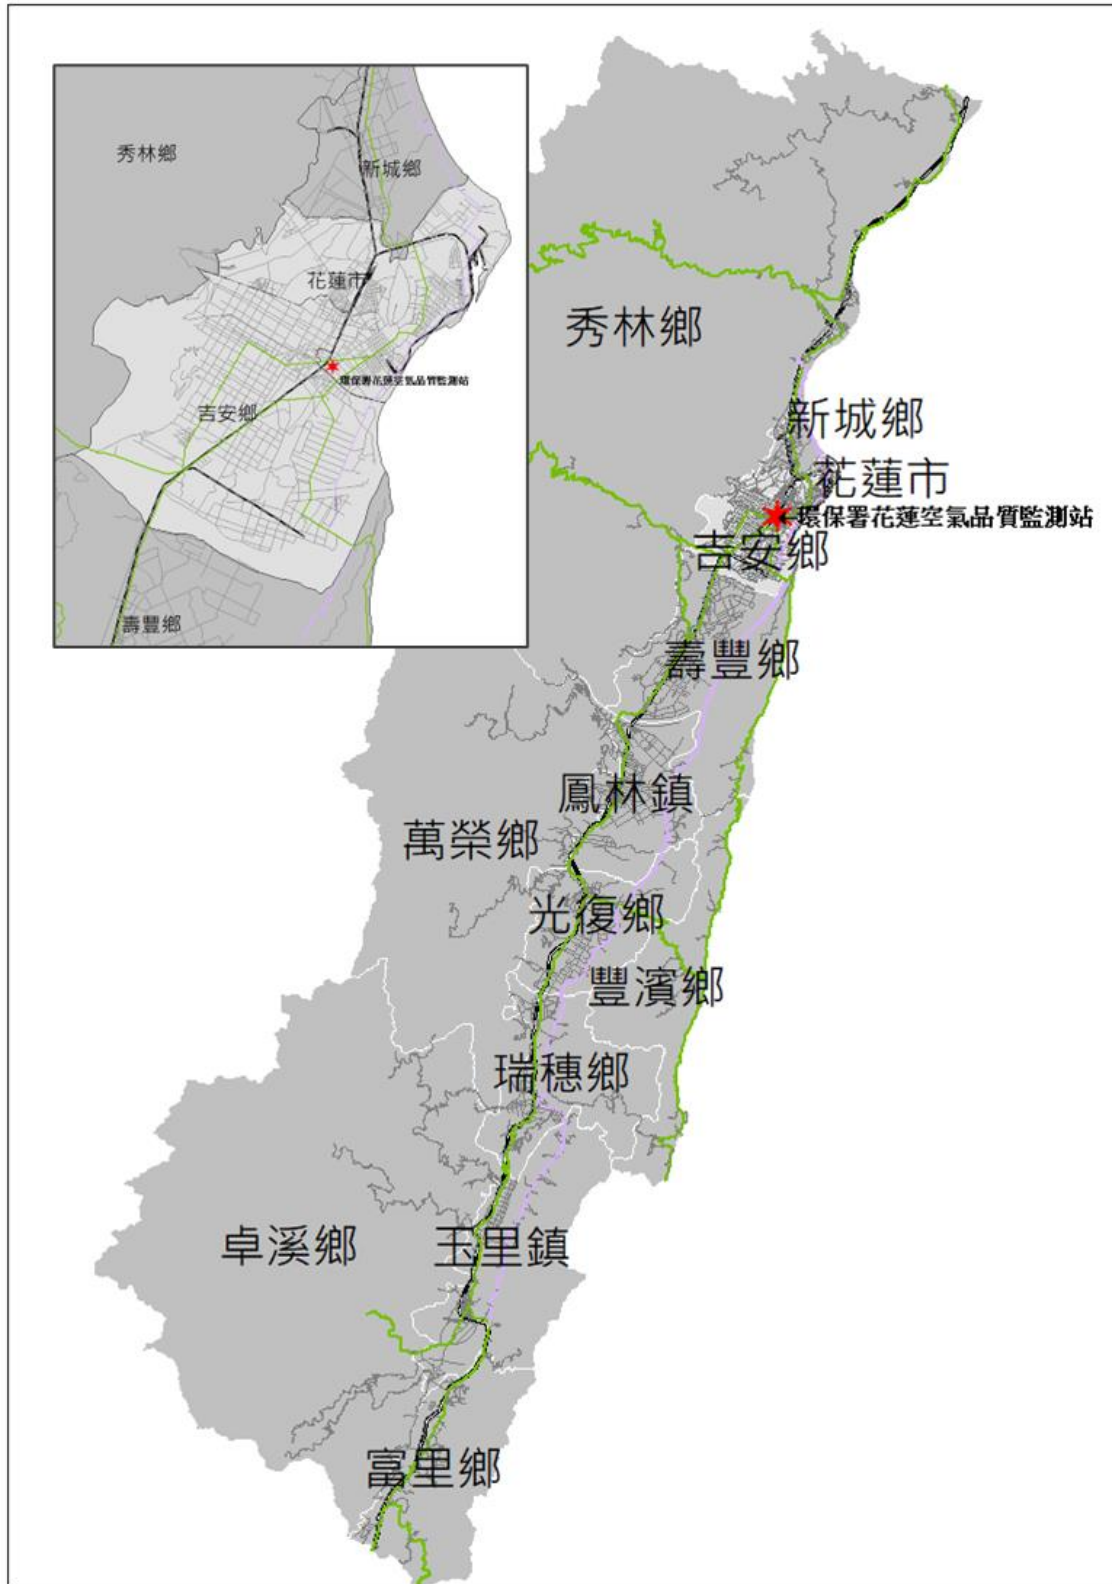 秀林鄉
新城鄉
花蓮市
環保署花蓮空氣品質監測站
吉安鄉
壽豐鄉
秀林鄉
新城鄉
花蓮市
環保署花蓮空氣品質監測站
吉安鄉
壽豐鄉
鳳林鎮
萬榮鄉
光復鄉
豐濱鄉
瑞穗鄉
卓溪鄉
玉里鎮
富里鄉